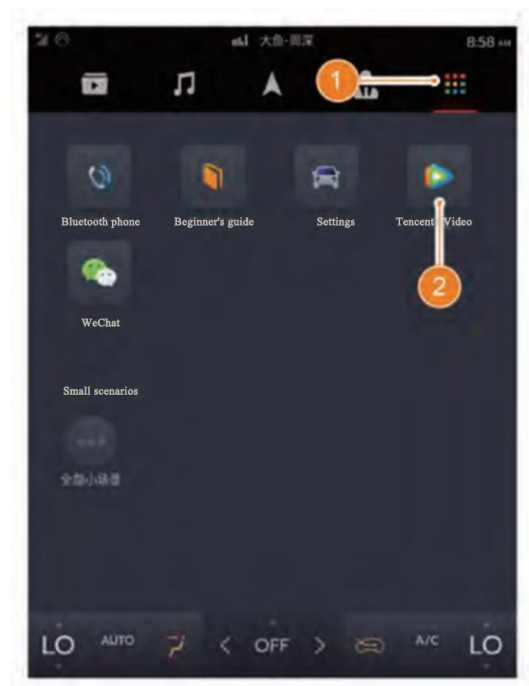 大鱼-周深 8:58 AM
1
Bluetooth phone Beginner's guide Settings Tencent Video
2
WeChat
Small scenarios
全部小场景
LO AUTO < OFF > A/C LO